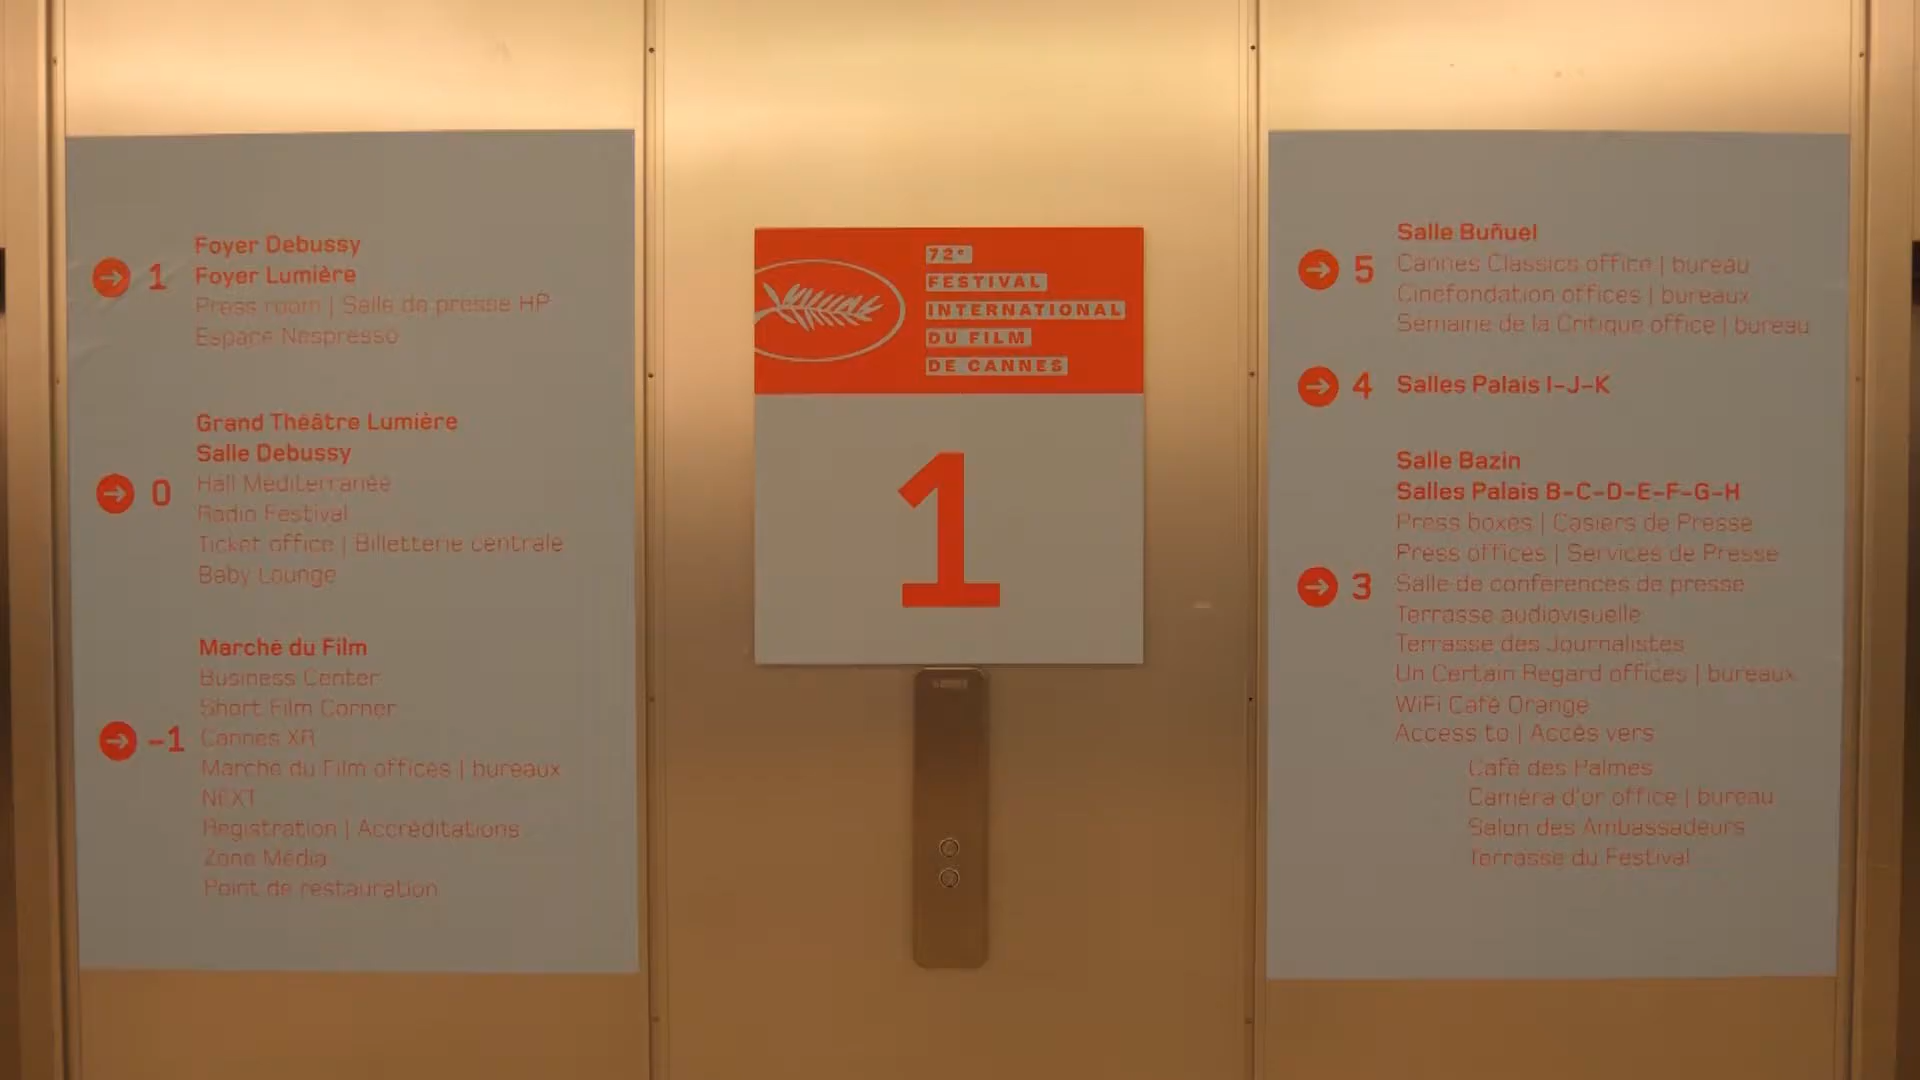 1
Foyer Debussy
Foyer Lumière
Press room | Salle de presse HP
Espace Nespresso
0
Grand Théâtre Lumière
Salle Debussy
Hall Méditerranée
Radio Festival
Ticket office | Billetterie centrale
Baby Lounge
-1
Marché du Film
Business Center
Short Film Corner
Cannes XR
Marché du Film offices | bureaux
NEXT
Registration | Accréditations
Zone Média
Point de restauration
72e
FESTIVAL
INTERNATIONAL
DU FILM
DE CANNES
1
5
Salle Buñuel
Cannes Classics office | bureau
Cinéfondation offices | bureaux
Semaine de la Critique office | bureau
4
Salles Palais I-J-K
3
Salle Bazin
Salles Palais B-C-D-E-F-G-H
Press boxes | Casiers de Presse
Press offices | Services de Presse
Salle de conférences de presse
Terrasse audiovisuelle
Terrasse des Journalistes
Un Certain Regard offices | bureaux
WiFi Café Orange
Access to | Accès vers
Café des Palmes
Caméra d'or office | bureau
Salon des Ambassadeurs
Terrasse du Festival